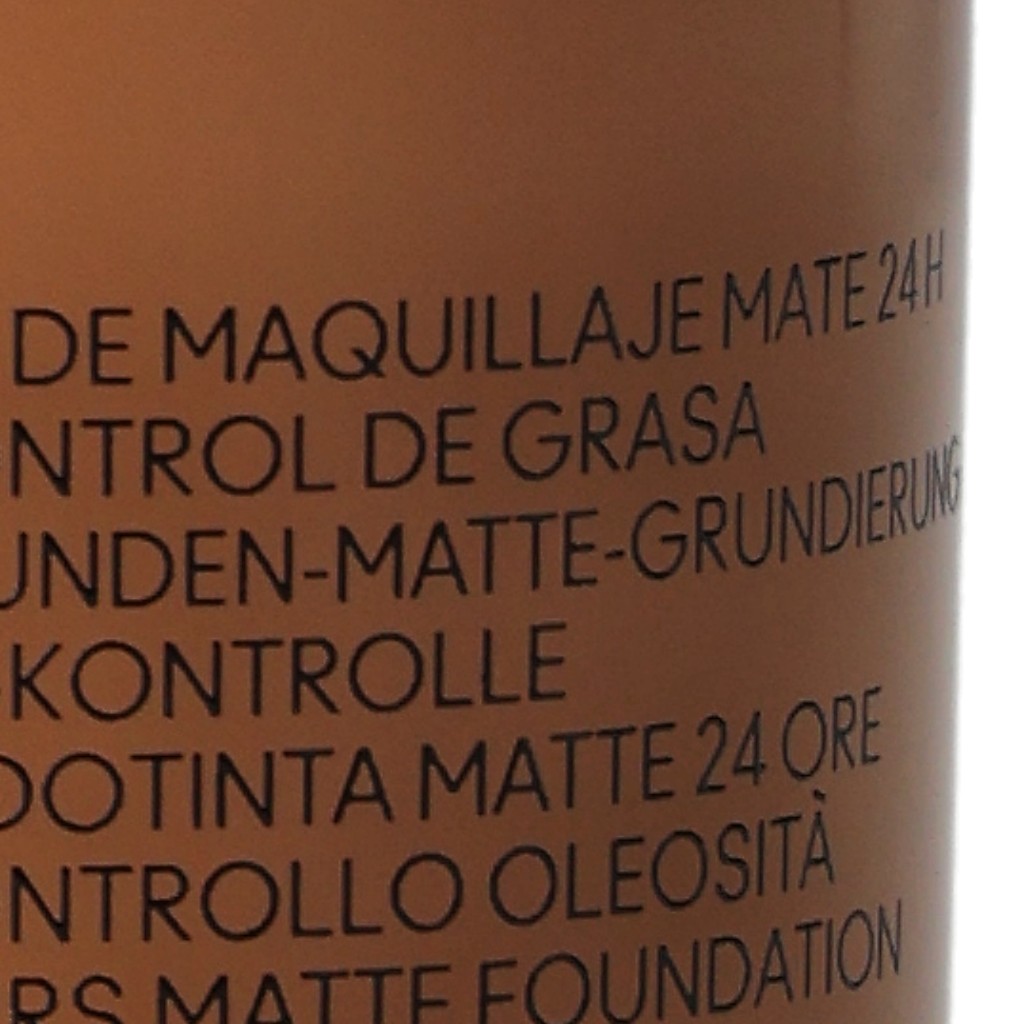 DE MAQUILLAJE MATE 24H
NTROL DE GRASA
UNDEN-MATTE-GRUNDIERUNG
KONTROLLE
DOTINTA MATTE 24 ORE
NTROLLO OLEOSITÀ
RS MATTE FOUNDATION